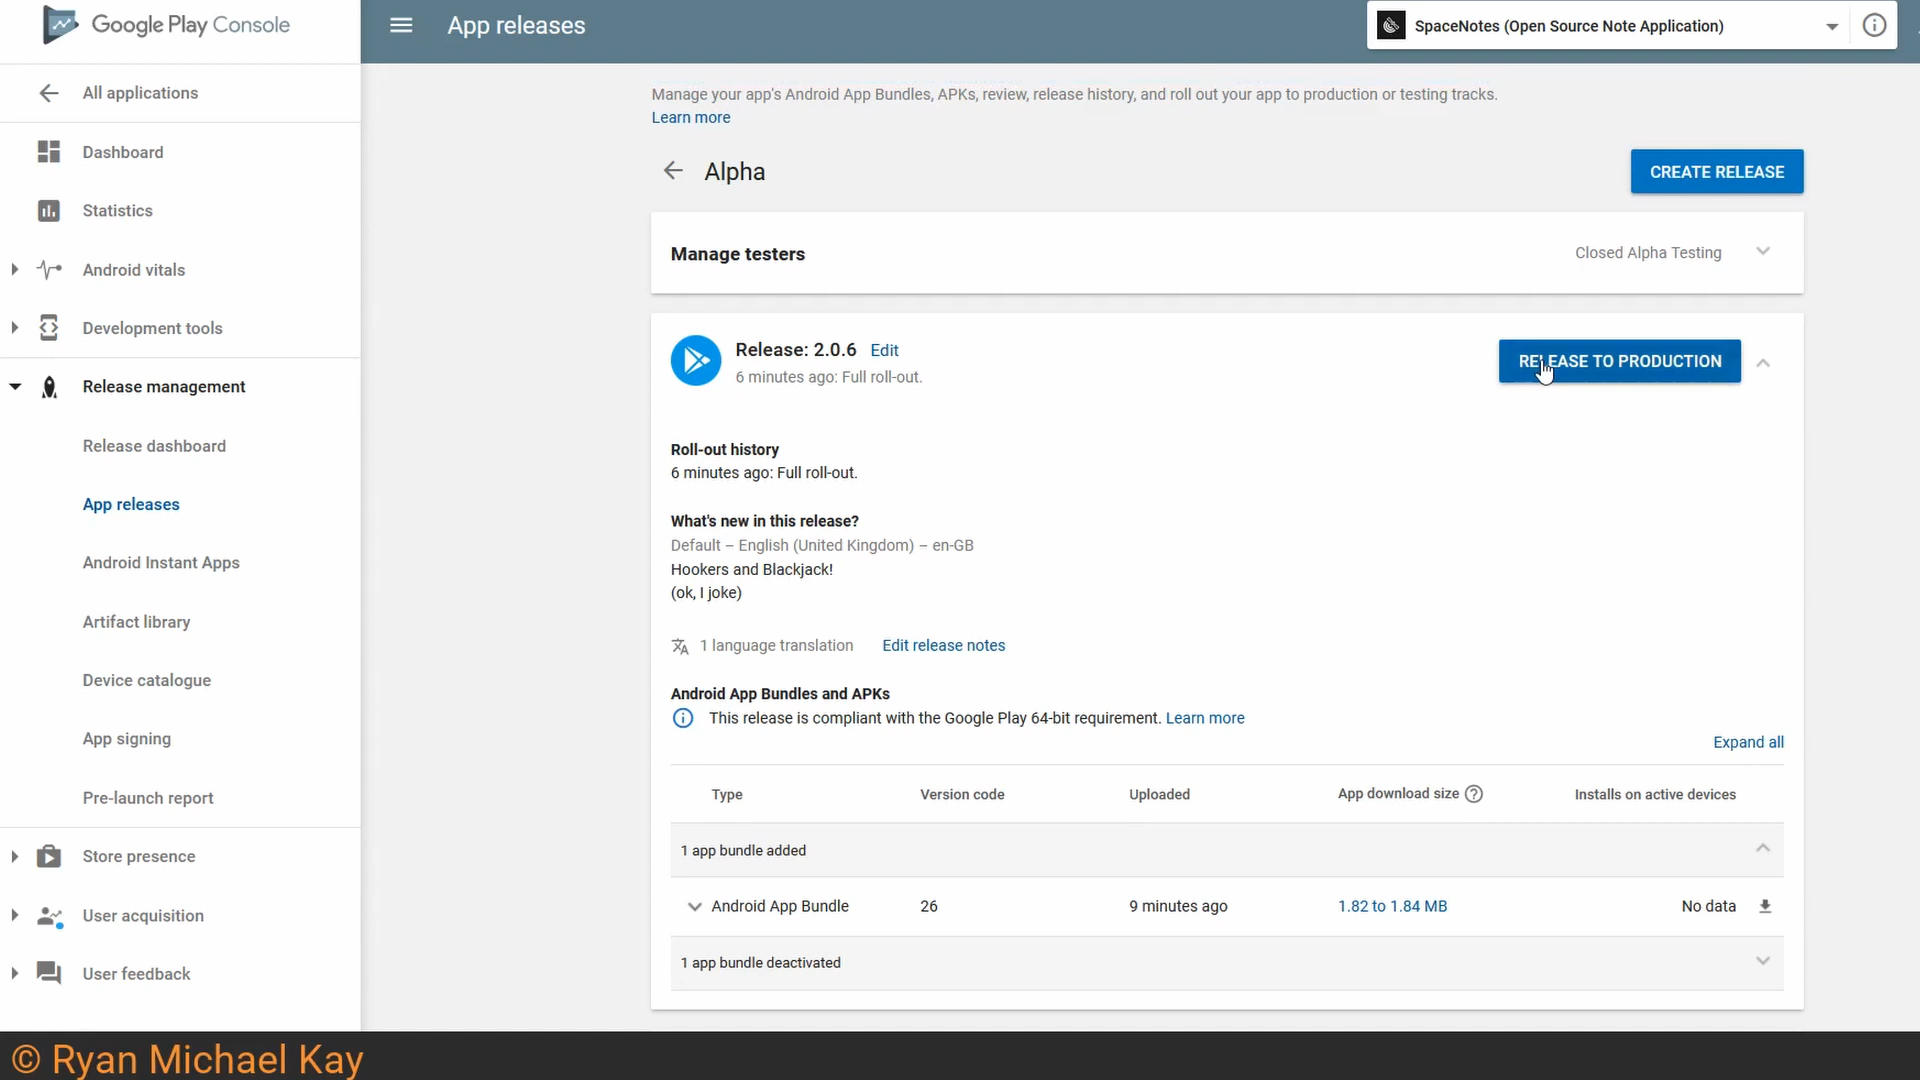 Google Play Console
App releases
SpaceNotes (Open Source Note Application)
All applications
Dashboard
Statistics
Android vitals
Development tools
Release management
Release dashboard
App releases
Android Instant Apps
Artifact library
Device catalogue
App signing
Pre-launch report
Store presence
User acquisition
User feedback
Manage your app's Android App Bundles, APKs, review, release history, and roll out your app to production or testing tracks.
Learn more
Alpha
CREATE RELEASE
Manage testers
Closed Alpha Testing
Release: 2.0.6 Edit
6 minutes ago: Full roll-out.
RELEASE TO PRODUCTION
Roll-out history
6 minutes ago: Full roll-out.
What's new in this release?
Default – English (United Kingdom) – en-GB
Hookers and Blackjack!
(ok, I joke)
1 language translation Edit release notes
Android App Bundles and APKs
This release is compliant with the Google Play 64-bit requirement. Learn more
Expand all
Type Version code Uploaded App download size Installs on active devices
1 app bundle added
Android App Bundle 26 9 minutes ago 1.82 to 1.84 MB No data
1 app bundle deactivated
© Ryan Michael Kay